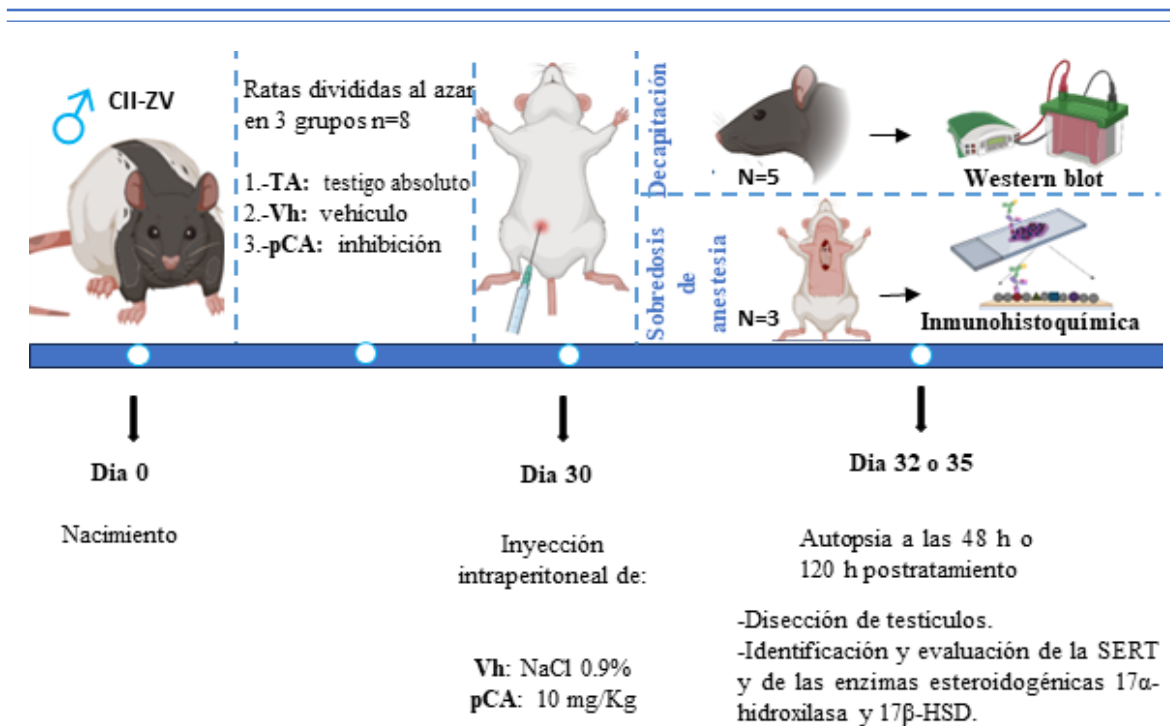 CII-ZV
Ratas divididas al azar
en 3 grupos n=8
1.-TA: testigo absoluto
2.-Vh: vehículo
3.-pCA: inhibición
Decapitación
N=5
Western blot
Sobredosis
de
anestesia
N=3
Inmunohistoquímica
Dia 0
Nacimiento
Dia 30
Inyección
intraperitoneal de:
Vh: NaCl 0.9%
pCA: 10 mg/Kg
Dia 32 o 35
Autopsia a las 48 h o
120 h postratamiento
-Disección de testículos.
-Identificación y evaluación de la SERT
y de las enzimas esteroidogénicas 17α-
hidroxilasa y 17β-HSD.